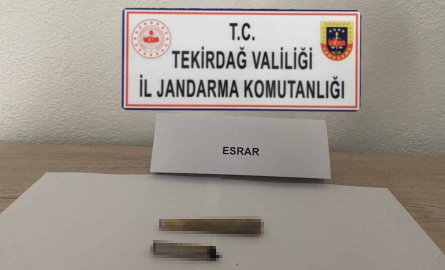 T.C.
TEKİRDAĞ VALİLİĞİ
İL JANDARMA KOMUTANLIĞI
ESRAR